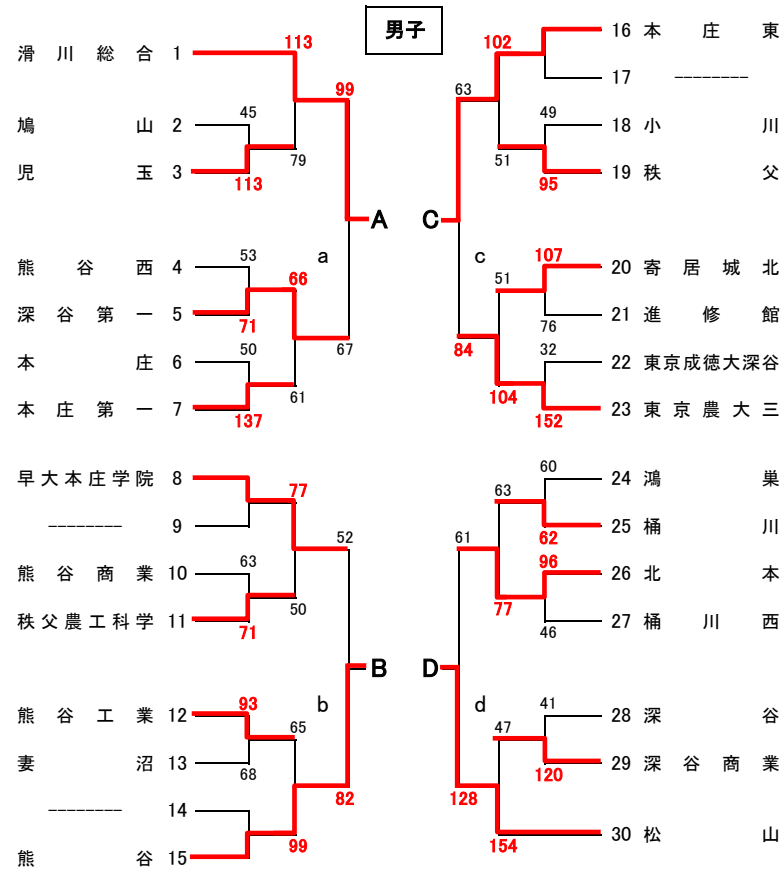 男子
113
102
16 本庄東
滑川総合 1
99
63
17 --------
45
49
鳩山 2
18 小川
79
51
児玉 3
19 秩父
113
95
A
C
53
a
66
c
51
107
熊谷西 4
20 寄居城北
深谷第一 5
21 進修館
71
76
50
67
84
32
本庄 6
22 東京成徳大深谷
61
104
本庄第一 7
23 東京農大三
137
152
60
早大本庄学院 8
77
63
24 鴻巣
-------- 9
25 桶川
52
61
62
63
96
熊谷商業 10
26 北本
50
77
秩父農工科学 11
27 桶川西
71
46
B
D
93
b
d
41
熊谷工業 12
65
47
28 深谷
妻沼 13
29 深谷商業
68
120
82
128
-------- 14
99
154
30 松山
熊谷 15